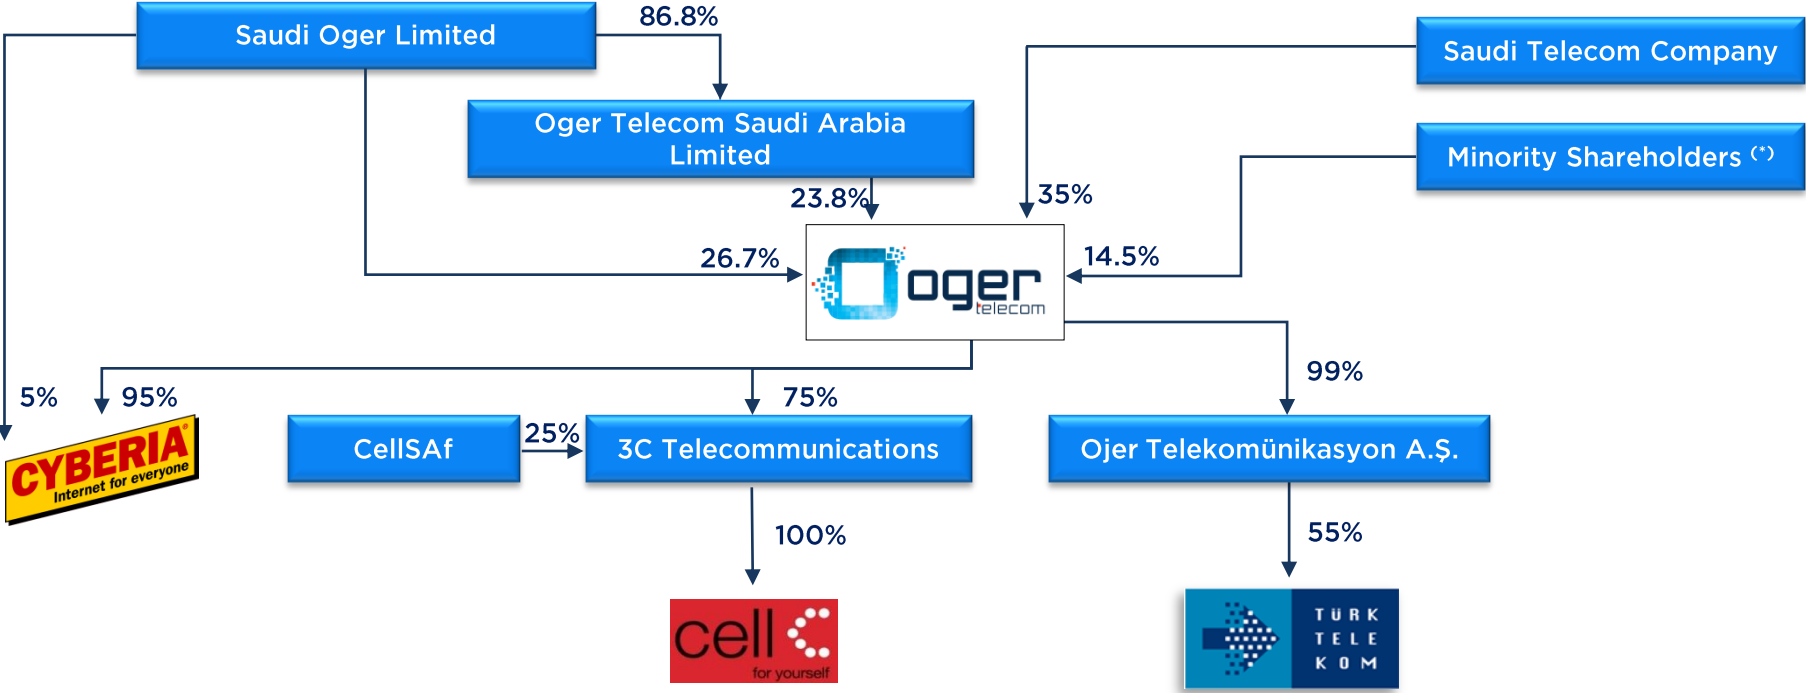 86.8%
Saudi Oger Limited
Saudi Telecom Company
Oger Telecom Saudi Arabia
Limited
Minority Shareholders (*)
23.8%
35%
26.7%
14.5%
oger
telecom
5%
95%
75%
99%
CYBERIA®
Internet for everyone
CellSAf
25%
3C Telecommunications
Ojer Telekomünikasyon A.Ş.
100%
55%
cell C
for yourself
TÜRK
TELE
KOM